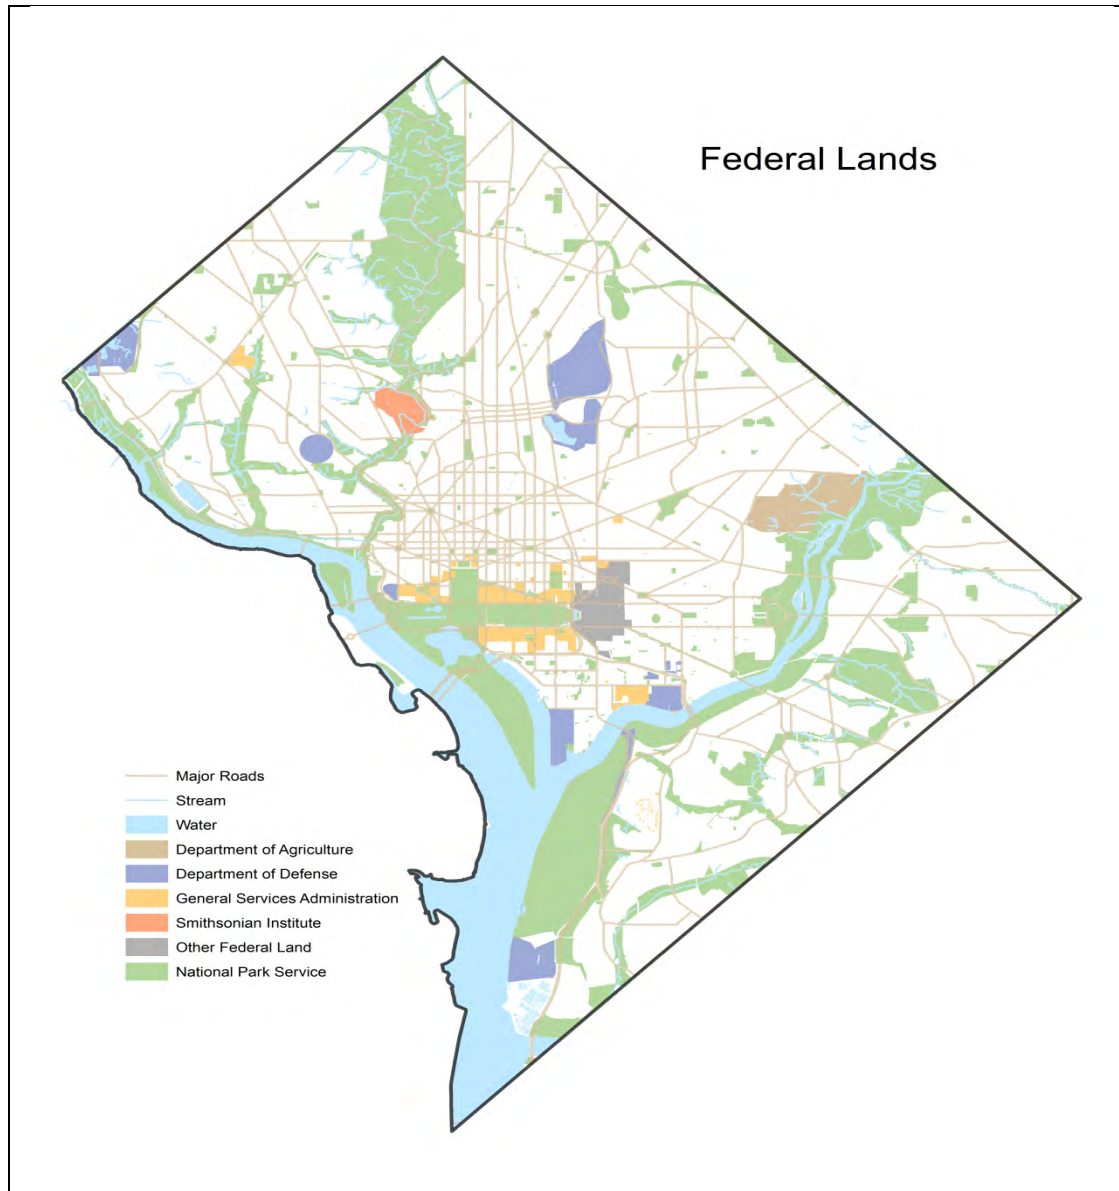 Federal Lands
Major Roads
Stream
Water
Department of Agriculture
Department of Defense
General Services Administration
Smithsonian Institute
Other Federal Land
National Park Service